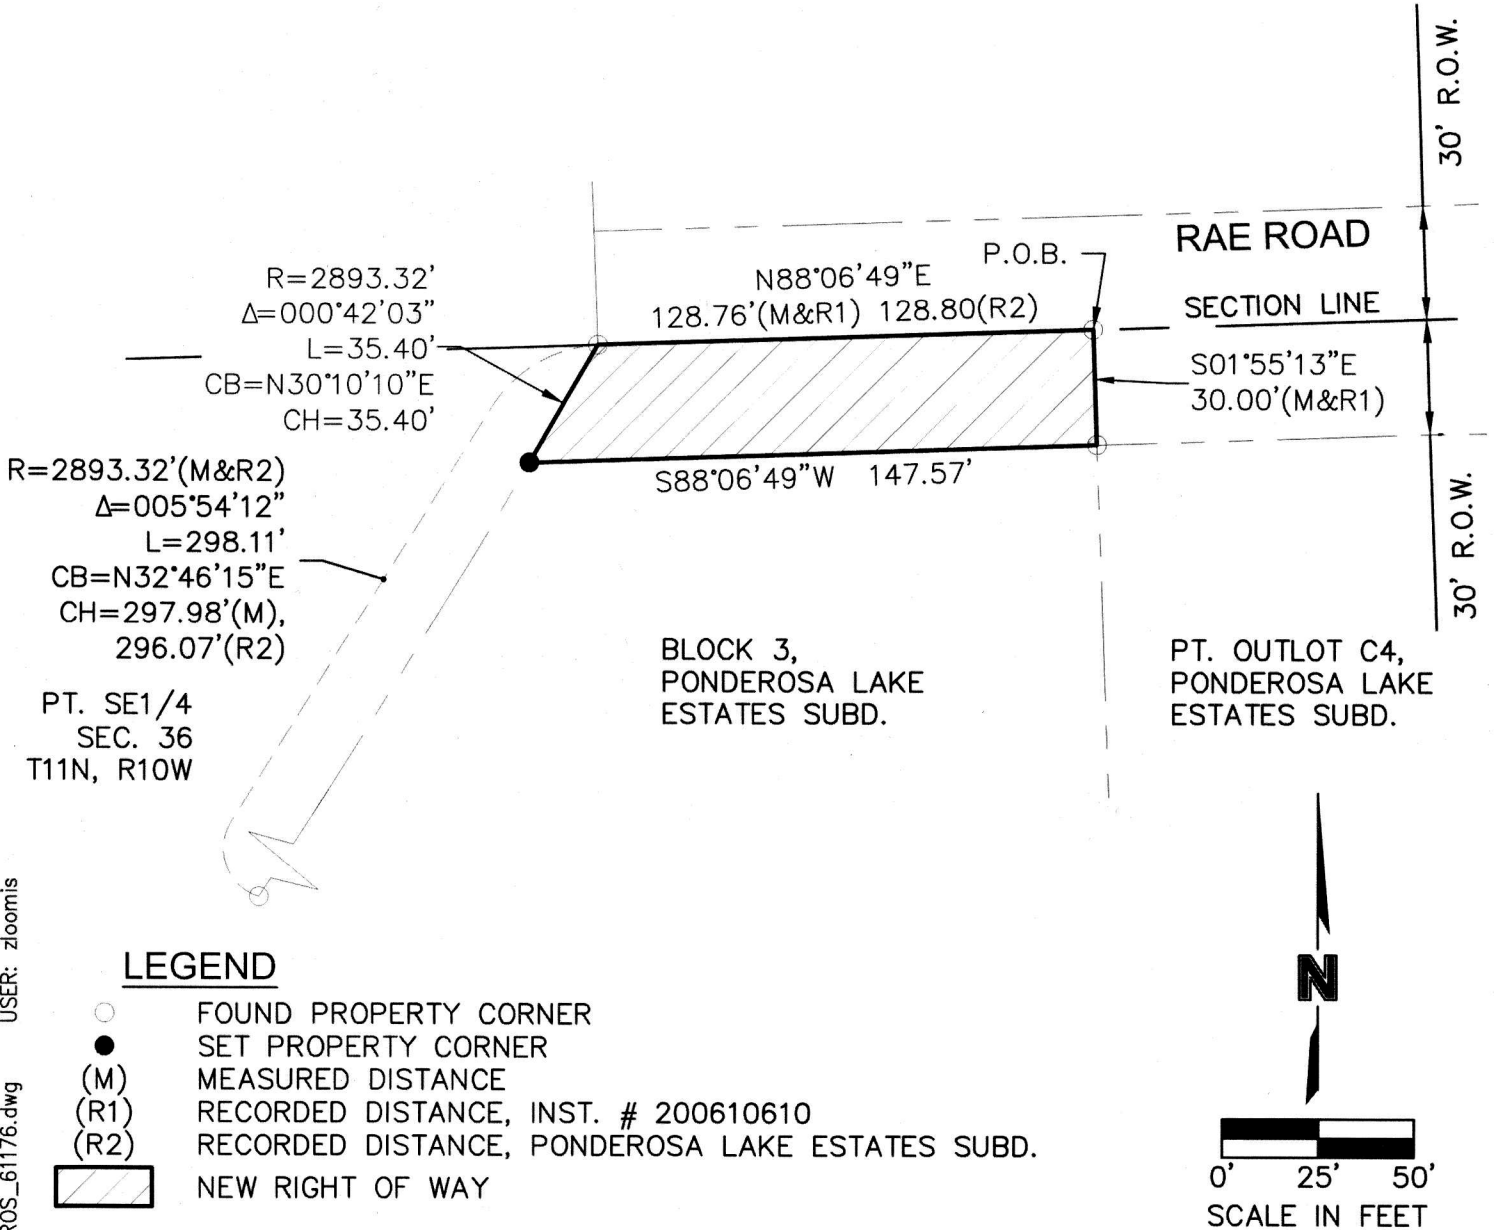 30' R.O.W.
RAE ROAD
P.O.B.
SECTION LINE
R=2893.32'
Δ=000°42'03"
L=35.40'
CB=N30°10'10"E
CH=35.40'
N88°06'49"E
128.76'(M&R1) 128.80(R2)
S01°55'13"E
30.00'(M&R1)
S88°06'49"W 147.57'
R=2893.32'(M&R2)
Δ=005°54'12"
L=298.11'
CB=N32°46'15"E
CH=297.98'(M),
296.07'(R2)
30' R.O.W.
PT. SE1/4
SEC. 36
T11N, R10W
BLOCK 3,
PONDEROSA LAKE
ESTATES SUBD.
PT. OUTLOT C4,
PONDEROSA LAKE
ESTATES SUBD.
LEGEND
FOUND PROPERTY CORNER
SET PROPERTY CORNER
(M) MEASURED DISTANCE
(R1) RECORDED DISTANCE, INST. # 200610610
(R2) RECORDED DISTANCE, PONDEROSA LAKE ESTATES SUBD.
NEW RIGHT OF WAY
N
0' 25' 50'
SCALE IN FEET
ROS_61176.dwg USER: zloomis